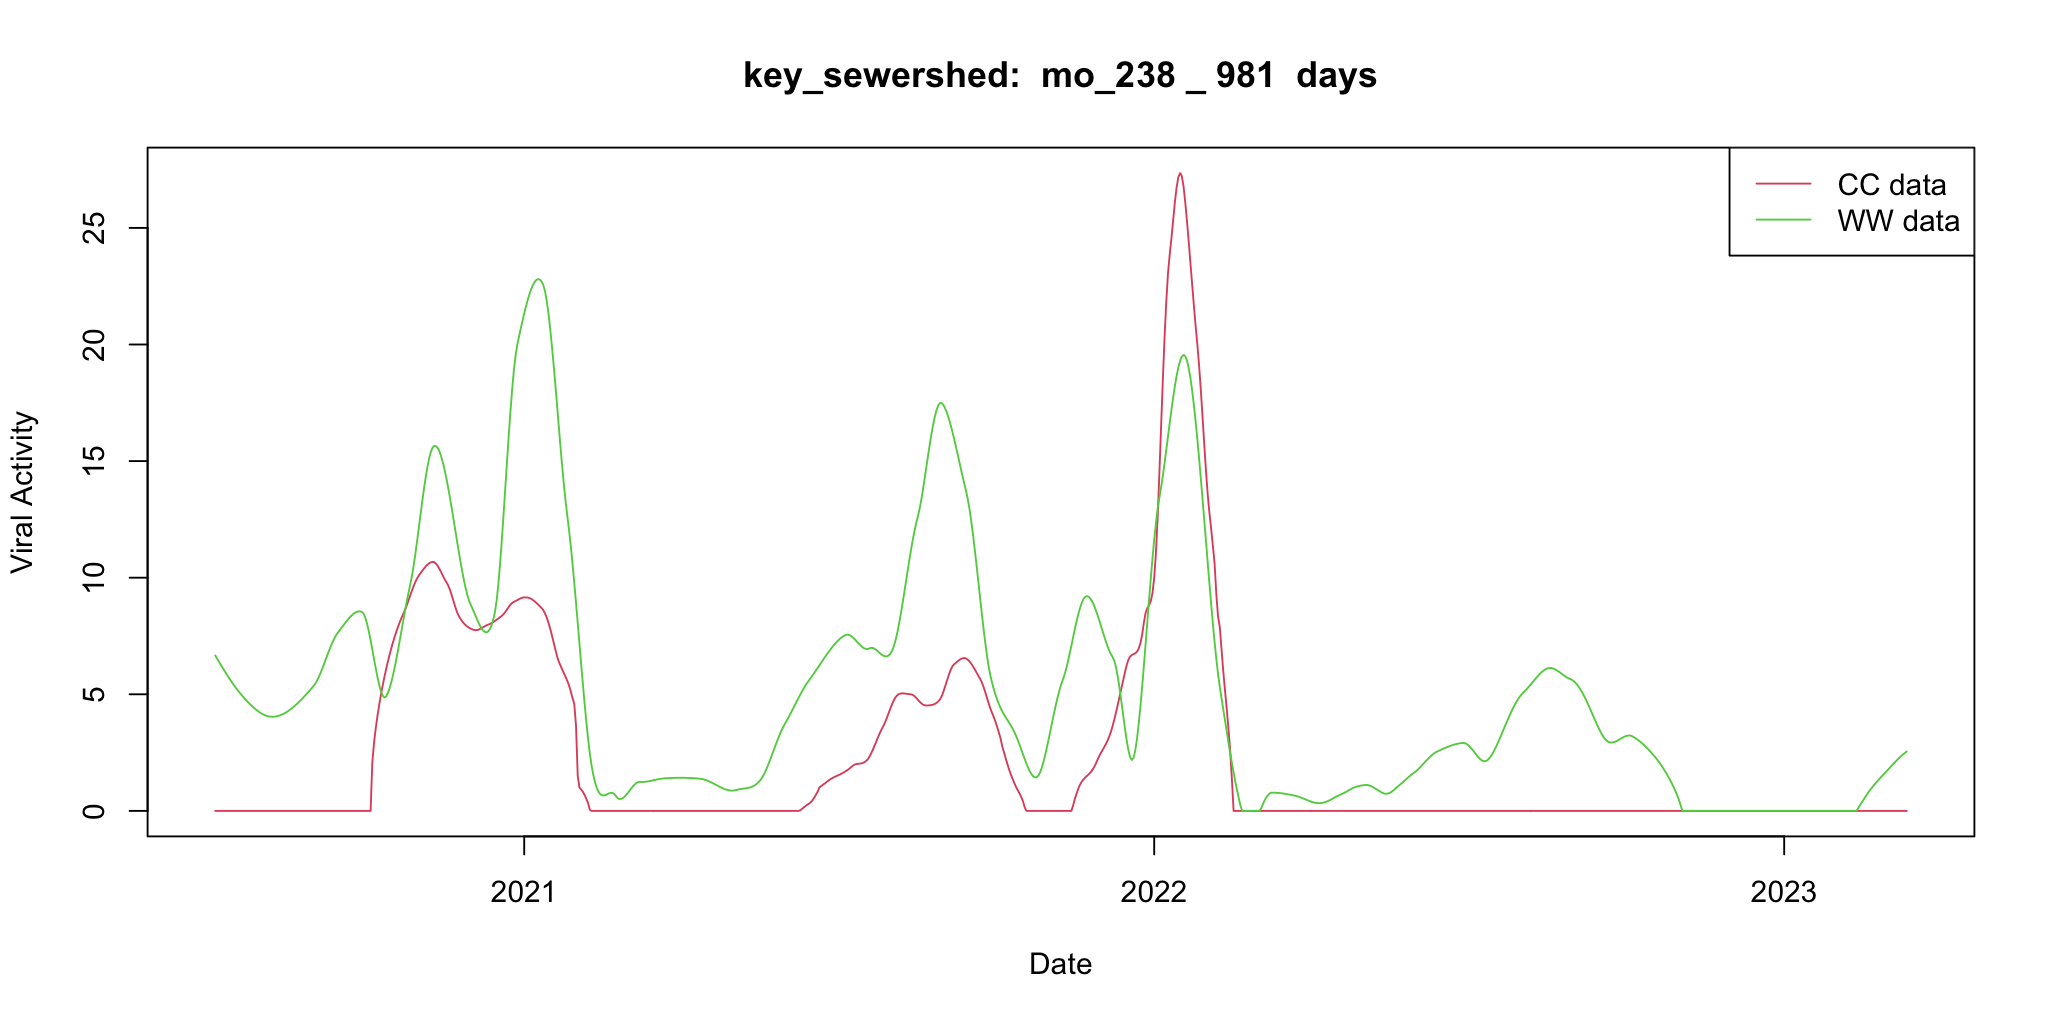 key_sewershed:  mo_238 _ 981  days
CC data
WW data
Viral Activity
25
20
15
10
5
0
2021
2022
2023
Date